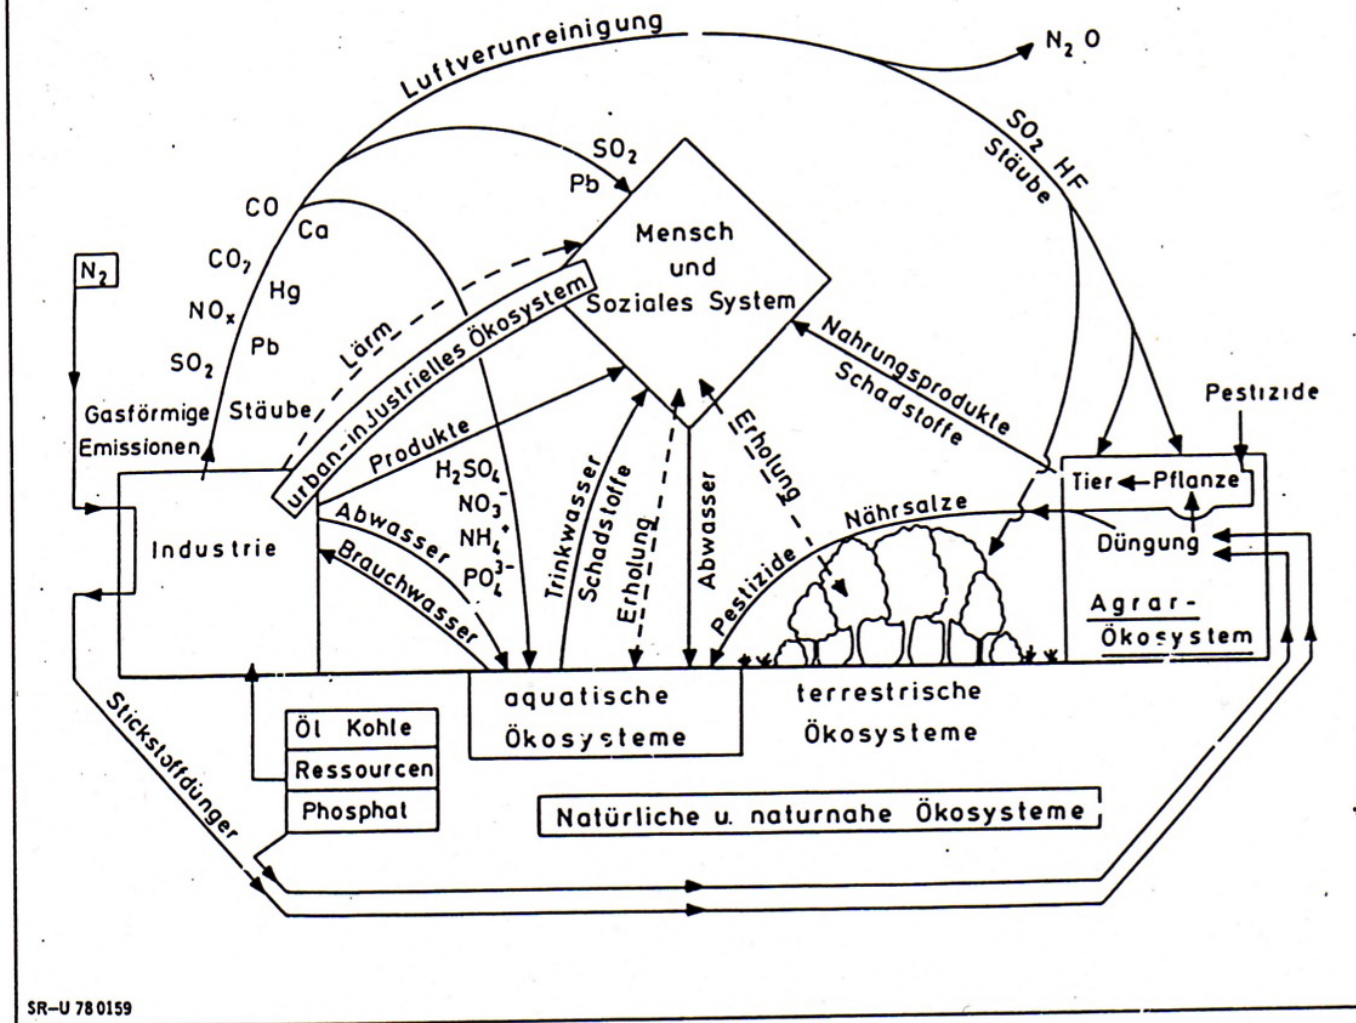 Luftverunreinigung
N₂O
SO₂ HF
Stäube
SO₂
Pb
CO
Ca
CO₂
Hg
NOₓ
Pb
SO₂
N₂
Gasförmige Stäube
Emissionen
Lärm
urban-industrielles Ökosystem
Mensch
und
Soziales System
Nahrungsprodukte
Schadstoffe
Pestizide
Produkte
H₂SO₄
NO₃⁻
NH₄⁺
PO₄³⁻
Abwasser
Brauchwasser
Trinkwasser
Schadstoffe
Erholung
Abwasser
Erholung
Pestizide
Nährsalze
Tier
Pflanze
Düngung
Agrar-
Ökosystem
Industrie
aquatische
Ökosysteme
terrestrische
Ökosysteme
Öl Kohle
Ressourcen
Phosphat
Stickstoffdünger
Natürliche u. naturnahe Ökosysteme
SR-U 780159